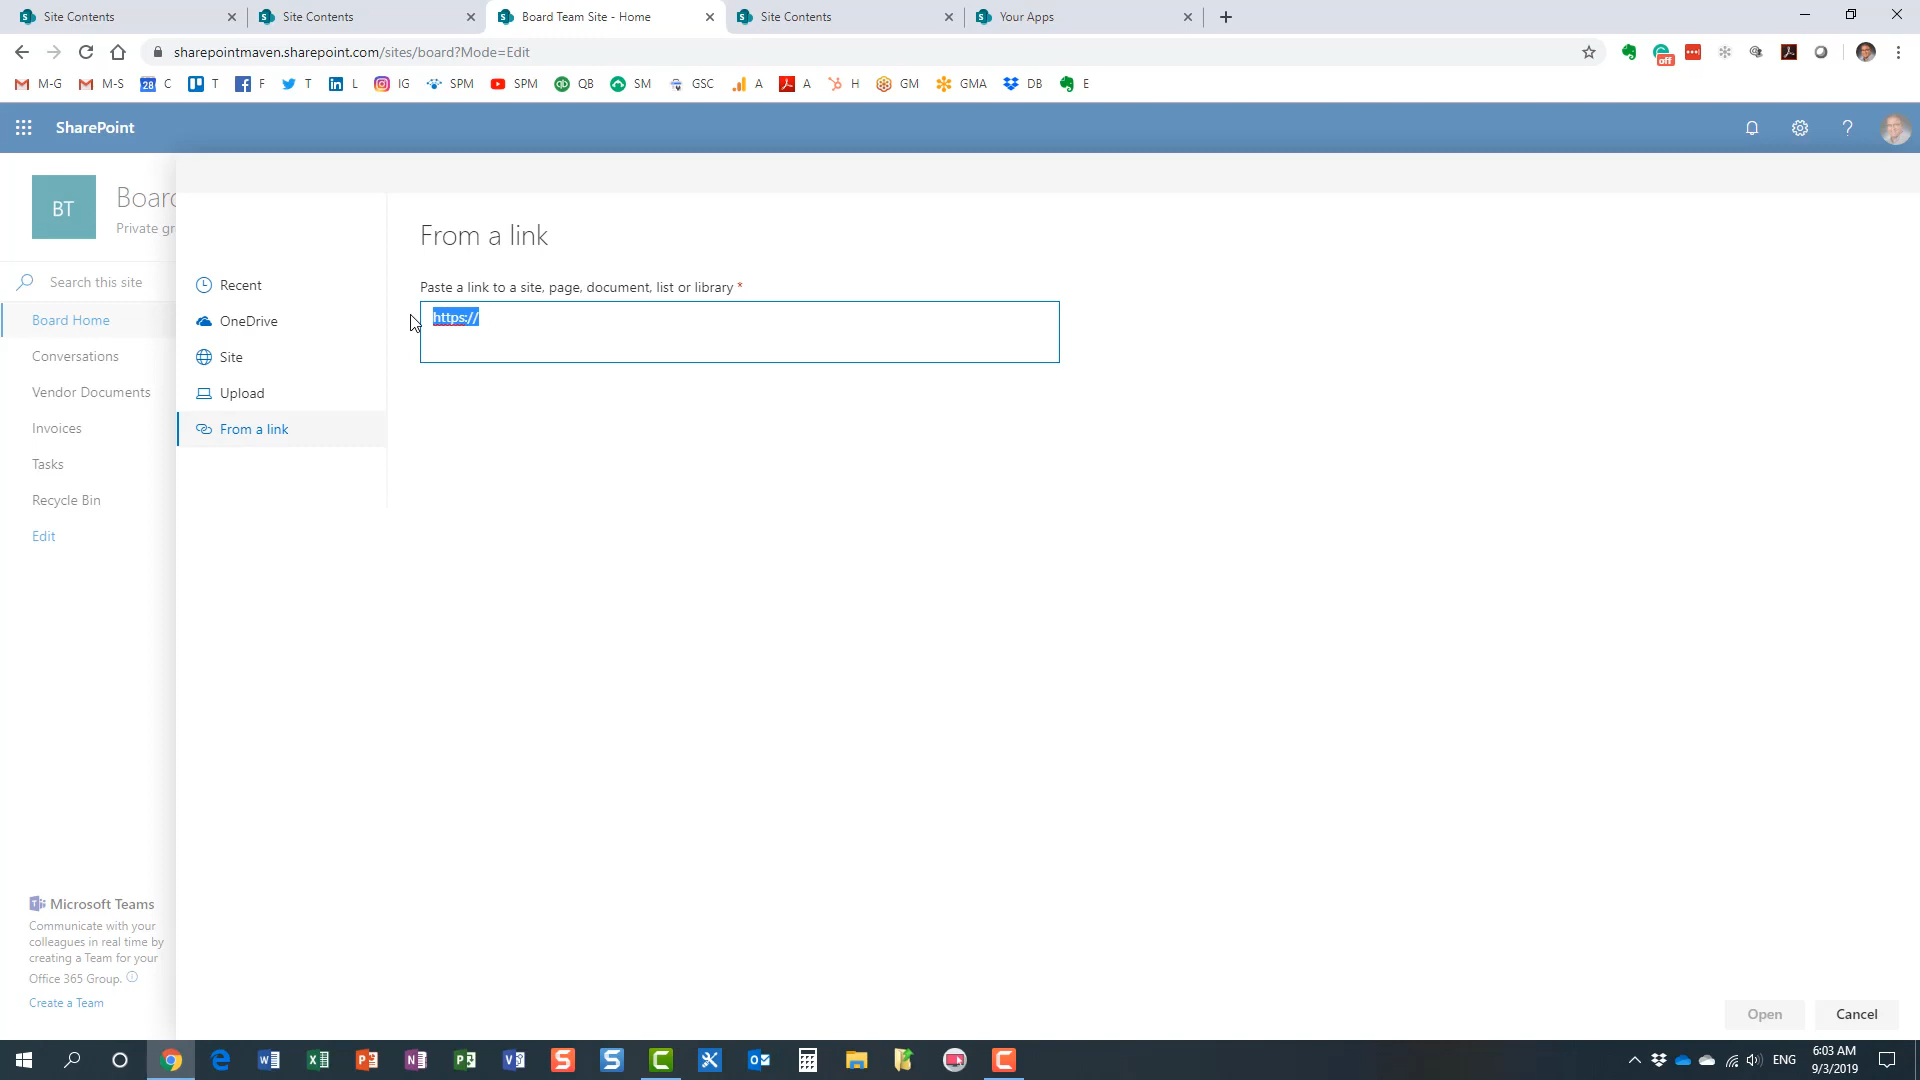 Site Contents
Site Contents
Board Team Site - Home
Site Contents
Your Apps
sharepointmaven.sharepoint.com/sites/board?Mode=Edit
off
M-G
M-S
28
C
T
F
T
L
IG
SPM
SPM
QB
SM
GSC
A
A
H
GM
GMA
DB
E
SharePoint
BT
Private gr
Search this site
Board Home
Conversations
Vendor Documents
Invoices
Tasks
Recycle Bin
Edit
Microsoft Teams
Communicate with your
colleagues in real time by
creating a Team for your
Office 365 Group.
Create a Team
Recent
OneDrive
Site
Upload
From a link
From a link
Paste a link to a site, page, document, list or library *
https://
Open
Cancel
ENG
6:03 AM
9/3/2019